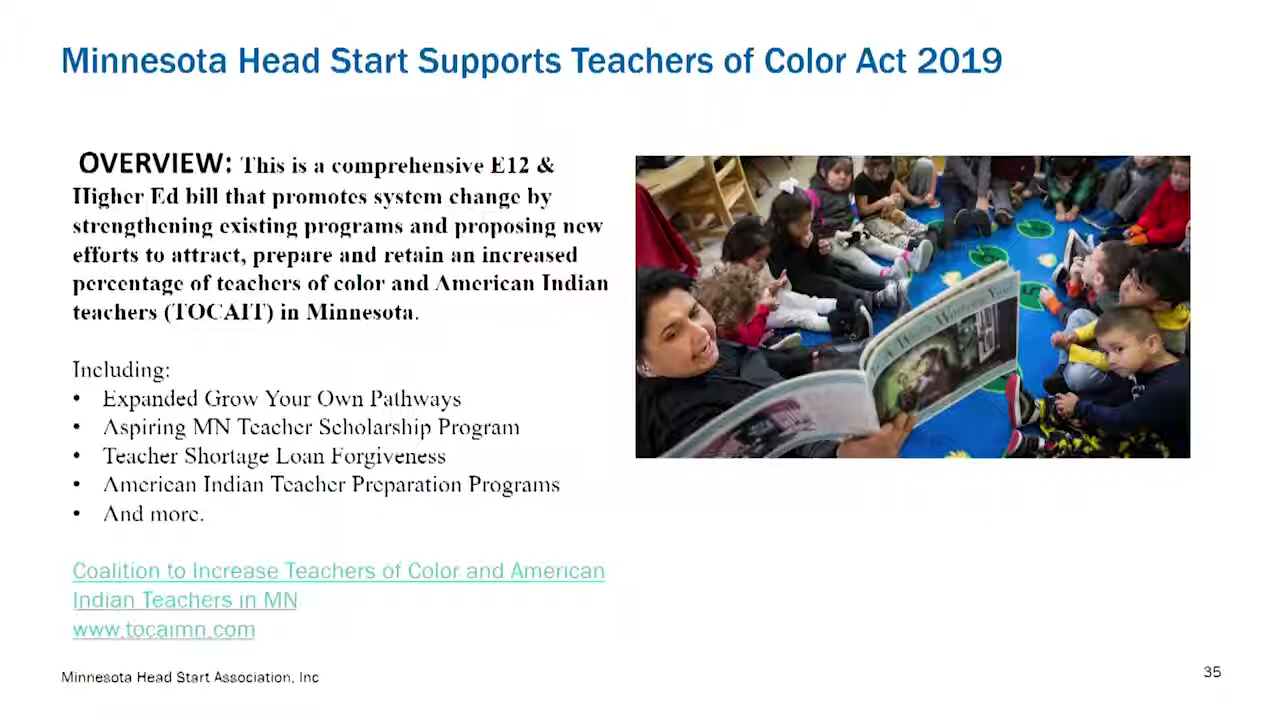 Minnesota Head Start Supports Teachers of Color Act 2019
OVERVIEW: This is a comprehensive E12 &
Higher Ed bill that promotes system change by
strengthening existing programs and proposing new
efforts to attract, prepare and retain an increased
percentage of teachers of color and American Indian
teachers (TOCAIT) in Minnesota.
Including:
• Expanded Grow Your Own Pathways
• Aspiring MN Teacher Scholarship Program
• Teacher Shortage Loan Forgiveness
• American Indian Teacher Preparation Programs
• And more.
Coalition to Increase Teachers of Color and American
Indian Teachers in MN
www.tocaimn.com
Minnesota Head Start Association, Inc
35